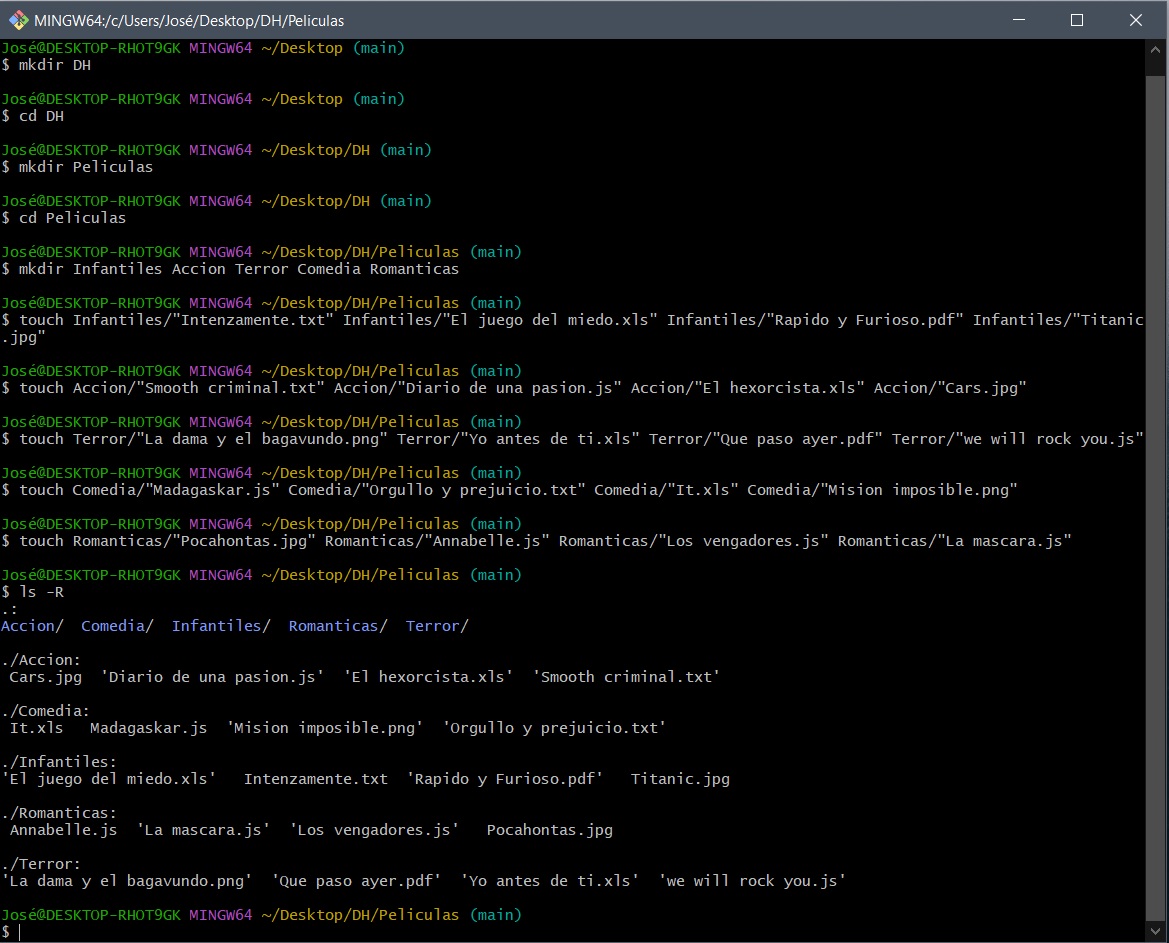 MINGW64:/c/Users/José/Desktop/DH/Peliculas
José@DESKTOP-RHOT9GK MINGW64 ~/Desktop (main)
$ mkdir DH
José@DESKTOP-RHOT9GK MINGW64 ~/Desktop (main)
$ cd DH
José@DESKTOP-RHOT9GK MINGW64 ~/Desktop/DH (main)
$ mkdir Peliculas
José@DESKTOP-RHOT9GK MINGW64 ~/Desktop/DH (main)
$ cd Peliculas
José@DESKTOP-RHOT9GK MINGW64 ~/Desktop/DH/Peliculas (main)
$ mkdir Infantiles Accion Terror Comedia Romanticas
José@DESKTOP-RHOT9GK MINGW64 ~/Desktop/DH/Peliculas (main)
$ touch Infantiles/"Intenzamente.txt" Infantiles/"El juego del miedo.xls" Infantiles/"Rapido y Furioso.pdf" Infantiles/"Titanic
.jpg"
José@DESKTOP-RHOT9GK MINGW64 ~/Desktop/DH/Peliculas (main)
$ touch Accion/"Smooth criminal.txt" Accion/"Diario de una pasion.js" Accion/"El hexorcista.xls" Accion/"Cars.jpg"
José@DESKTOP-RHOT9GK MINGW64 ~/Desktop/DH/Peliculas (main)
$ touch Terror/"La dama y el bagavundo.png" Terror/"Yo antes de ti.xls" Terror/"Que paso ayer.pdf" Terror/"we will rock you.js"
José@DESKTOP-RHOT9GK MINGW64 ~/Desktop/DH/Peliculas (main)
$ touch Comedia/"Madagaskar.js" Comedia/"Orgullo y prejuicio.txt" Comedia/"It.xls" Comedia/"Mision imposible.png"
José@DESKTOP-RHOT9GK MINGW64 ~/Desktop/DH/Peliculas (main)
$ touch Romanticas/"Pocahontas.jpg" Romanticas/"Annabelle.js" Romanticas/"Los vengadores.js" Romanticas/"La mascara.js"
José@DESKTOP-RHOT9GK MINGW64 ~/Desktop/DH/Peliculas (main)
$ ls -R
.:
Accion/  Comedia/  Infantiles/  Romanticas/  Terror/
./Accion:
 Cars.jpg  'Diario de una pasion.js'  'El hexorcista.xls'  'Smooth criminal.txt'
./Comedia:
 It.xls   Madagaskar.js  'Mision imposible.png'  'Orgullo y prejuicio.txt'
./Infantiles:
'El juego del miedo.xls'   Intenzamente.txt  'Rapido y Furioso.pdf'   Titanic.jpg
./Romanticas:
 Annabelle.js  'La mascara.js'  'Los vengadores.js'   Pocahontas.jpg
./Terror:
'La dama y el bagavundo.png'  'Que paso ayer.pdf'  'Yo antes de ti.xls'  'we will rock you.js'
José@DESKTOP-RHOT9GK MINGW64 ~/Desktop/DH/Peliculas (main)
$